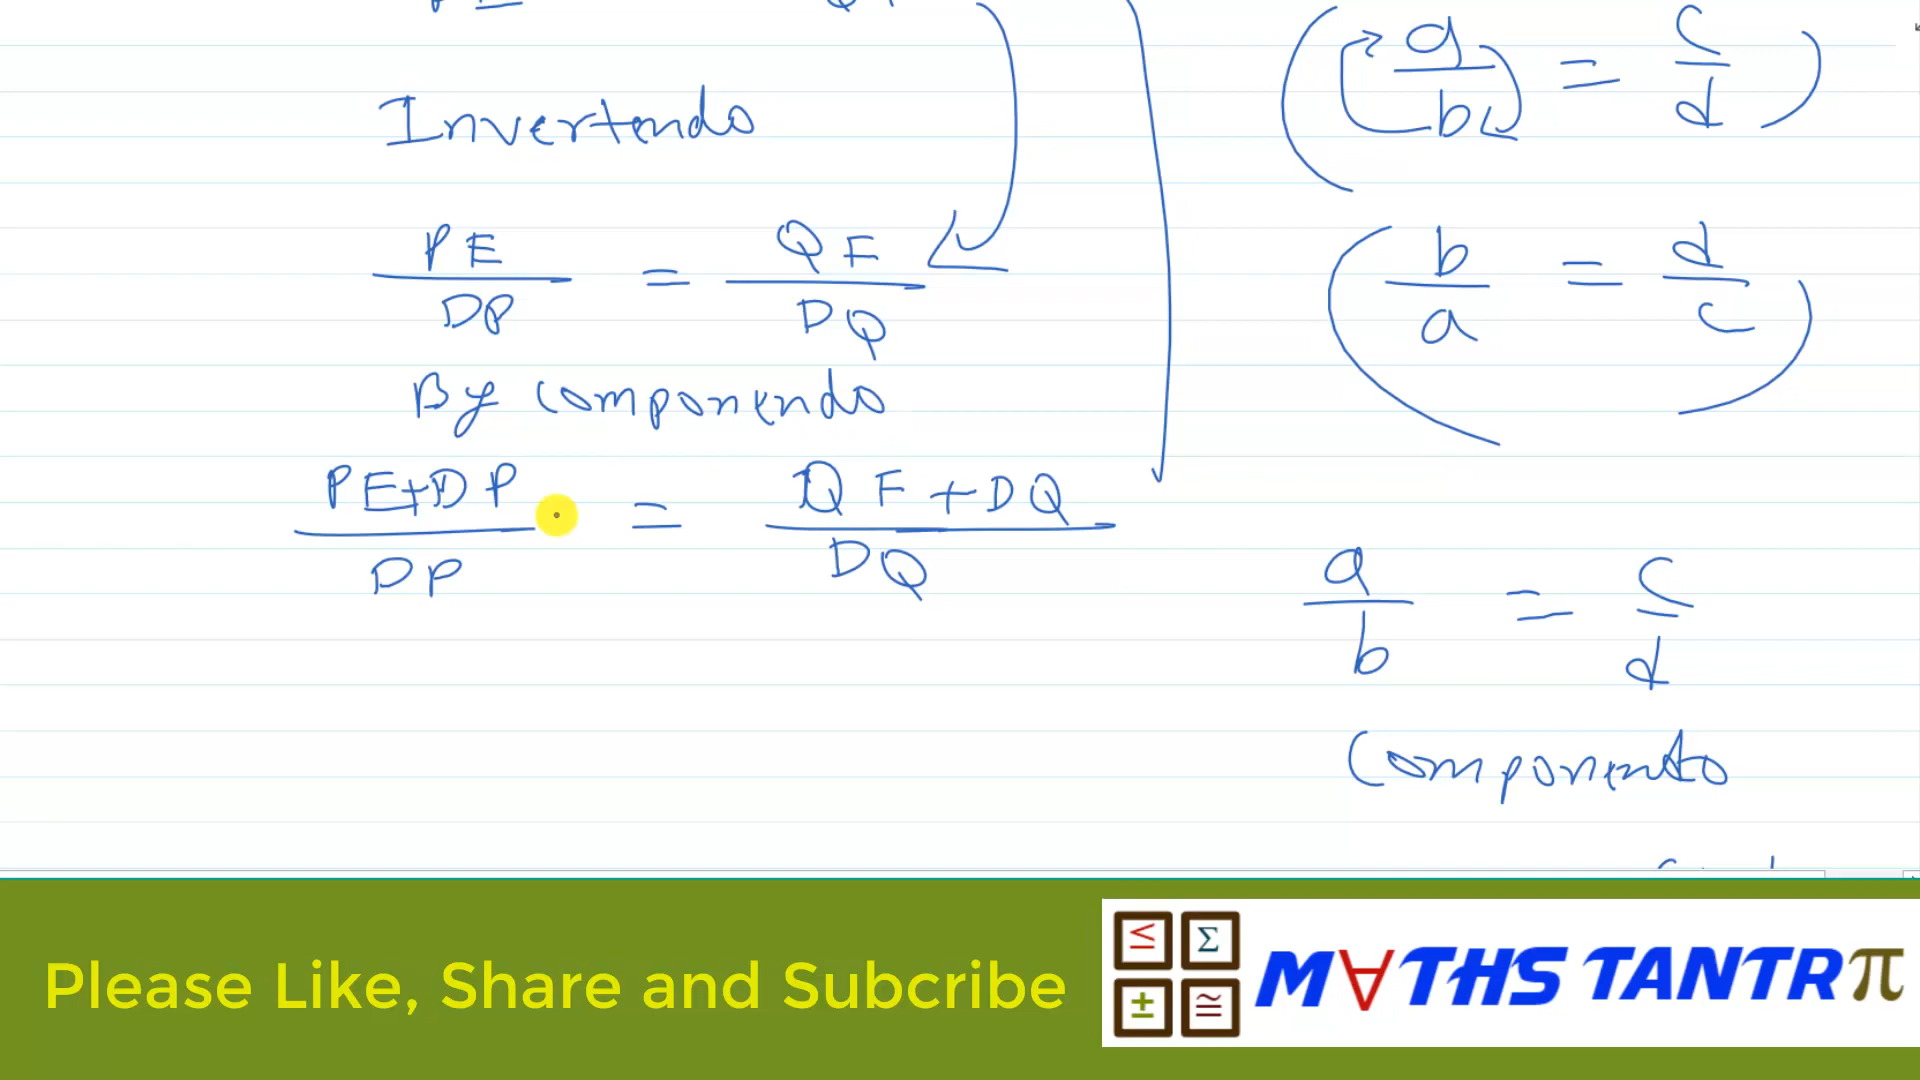 Invertendo
PE/DP = QF/DQ
By componendo
PE+DP/DP = QF+DQ/DQ
a/b = c/d
b/a = d/c
a/b = c/d
Componendo
Please Like, Share and Subcribe
≤ Σ
± ≅
M∀THS TANTRπ